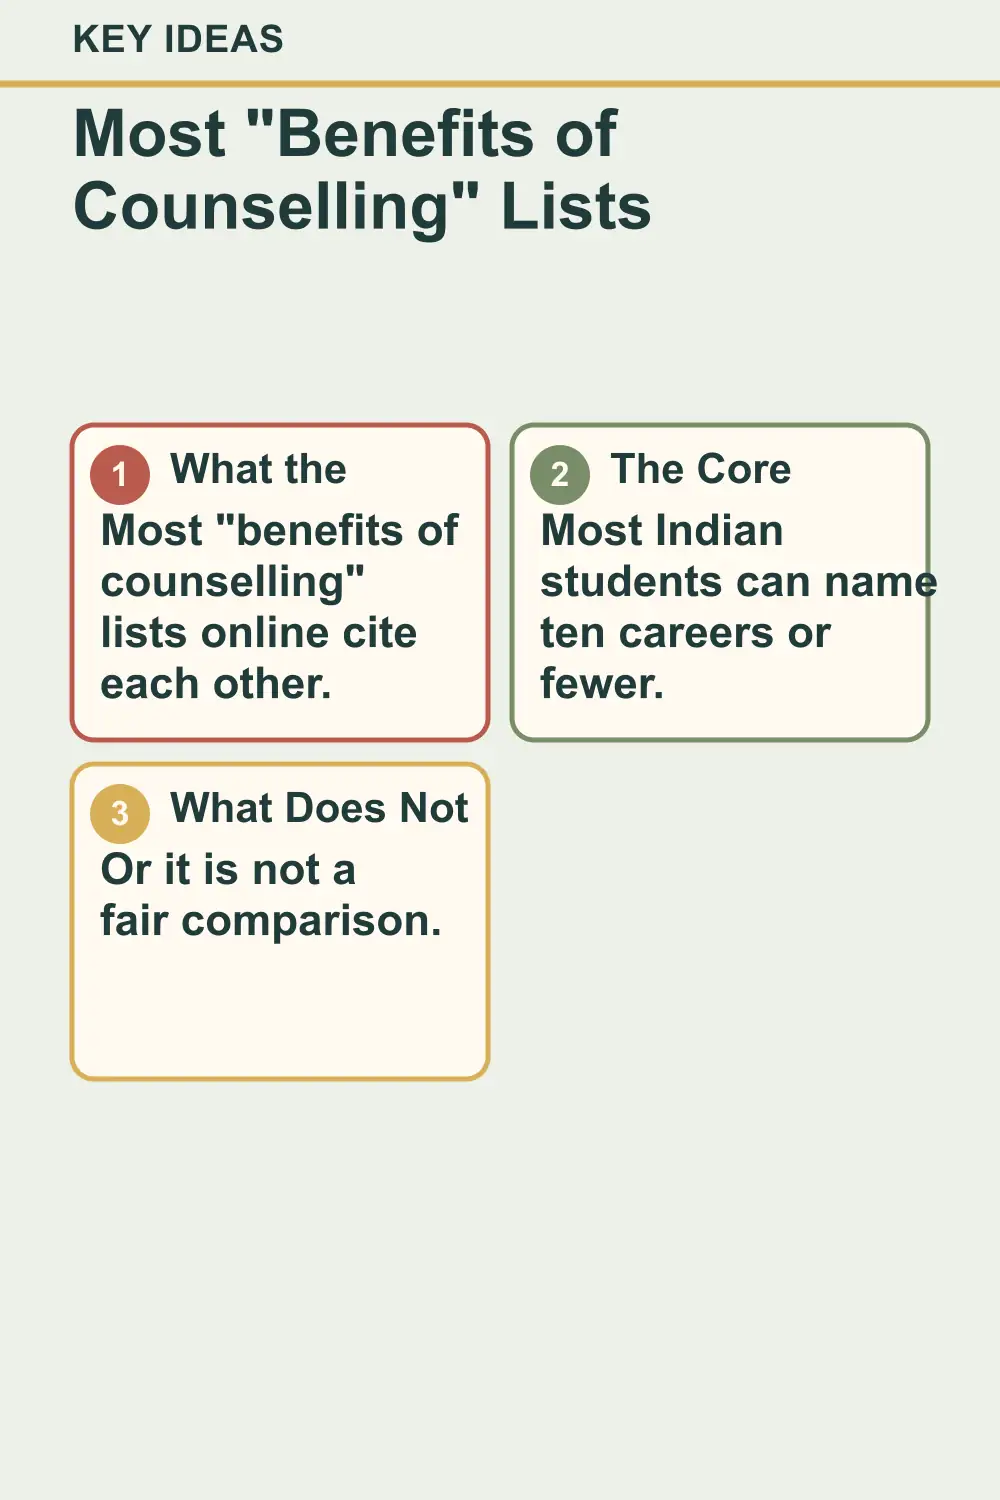 KEY IDEAS
Most "Benefits of
Counselling" Lists
1 What the
Most "benefits of
counselling"
lists online cite
each other.
2 The Core
Most Indian
students can name
ten careers or
fewer.
3 What Does Not
Or it is not a
fair comparison.